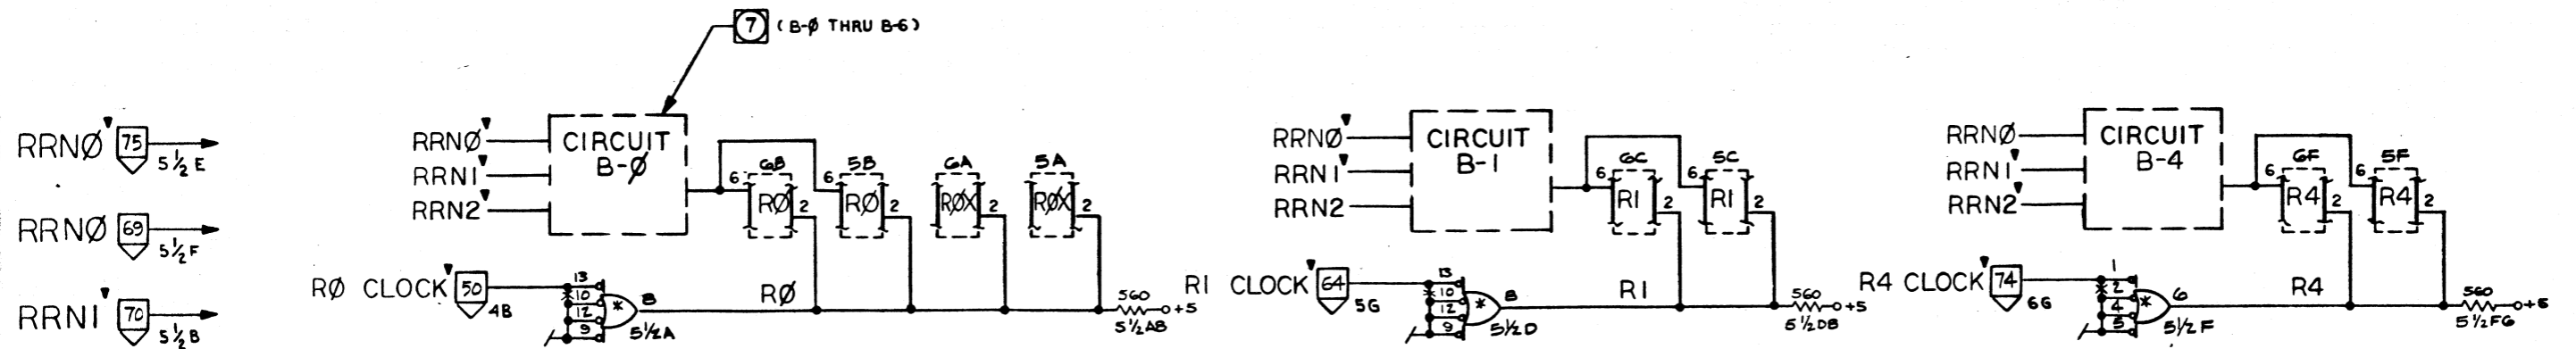 7 (B-Ø THRU B-6)
RRNØ' 75
5½E
RRNØ 69
5½F
RRN1' 70
5½B
RRNØ'
RRN1'
RRN2'
CIRCUIT
B-Ø
6B
6 RØ 2
5B
6 RØ 2
6A
RØX 2
5A
RØX 2
RØ CLOCK' 50
4B
13
10
12
9
* 8
5½A
RØ
560
5½AB
+5
RRNØ'
RRN1'
RRN2
CIRCUIT
B-1
6C
6 R1 2
5C
6 R1 2
R1 CLOCK' 64
5G
13
10
12
9
* 8
5½D
R1
560
5½DB
+5
RRNØ
RRN1'
RRN2'
CIRCUIT
B-4
6F
6 R4 2
5F
6 R4 2
R4 CLOCK' 74
6G
1
2
4
5
* 6
5½F
R4
560
5½FG
+5